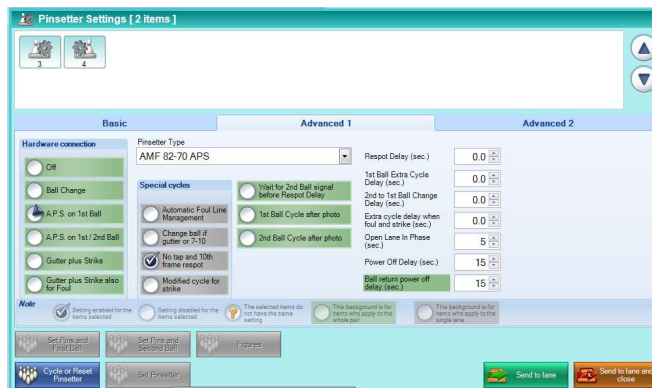 Pinsetter Settings [ 2 items ]
3 4
Basic Advanced 1 Advanced 2
Hardware connection
Off
Ball Change
A.P.S. on 1st Ball
A.P.S. on 1st / 2nd Ball
Gutter plus Strike
Gutter plus Strike also
for Foul
Pinsetter Type
AMF 82-70 APS
Special cycles
Automatic Foul Line
Management
Change ball if
gutter or 7-10
No tap and 10th
frame respot
Modified cycle for
strike
Wait for 2nd Ball signal
before Respot Delay
1st Ball Cycle after photo
2nd Ball Cycle after photo
Respot Delay (sec.) 0.0
1st Ball Extra Cycle
Delay (sec.) 0.0
2nd to 1st Ball Change
Delay (sec.) 0.0
Extra cycle delay when
foul and strike (sec.) 0.0
Open Lane In Phase
(sec.) 5
Power Off Delay (sec.) 15
Ball return power off
delay (sec.) 15
Note
Setting enabled for the
items selected
Setting disabled for the
items selected
The selected items do
not have the same
setting
This background is for
items who apply to the
whole pair
This background is for
items who apply to the
single lane
Set Pins and
First Ball
Set Pins and
Second Ball
Figures
Cycle or Reset
Pinsetter
Set Pinsetter
Send to lane
Send to lane and
close